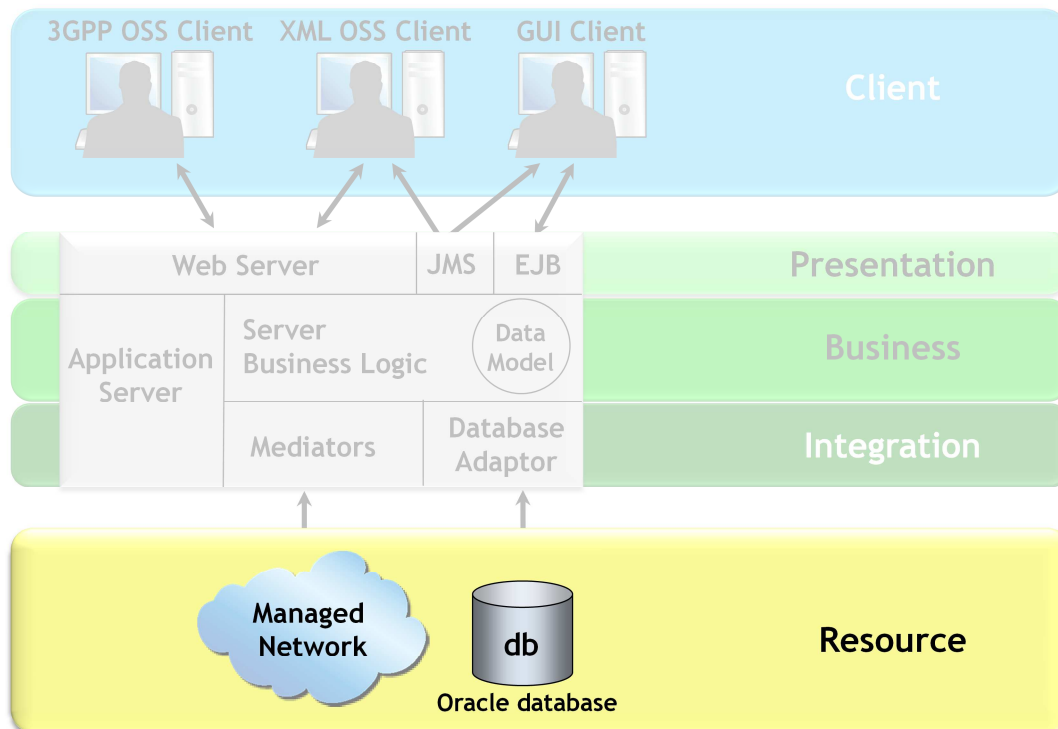 3GPP OSS Client XML OSS Client GUI Client
Client
Web Server JMS EJB
Presentation
Application
Server
Server
Business Logic
Data
Model
Business
Mediators
Database
Adaptor
Integration
Managed
Network
db
Oracle database
Resource